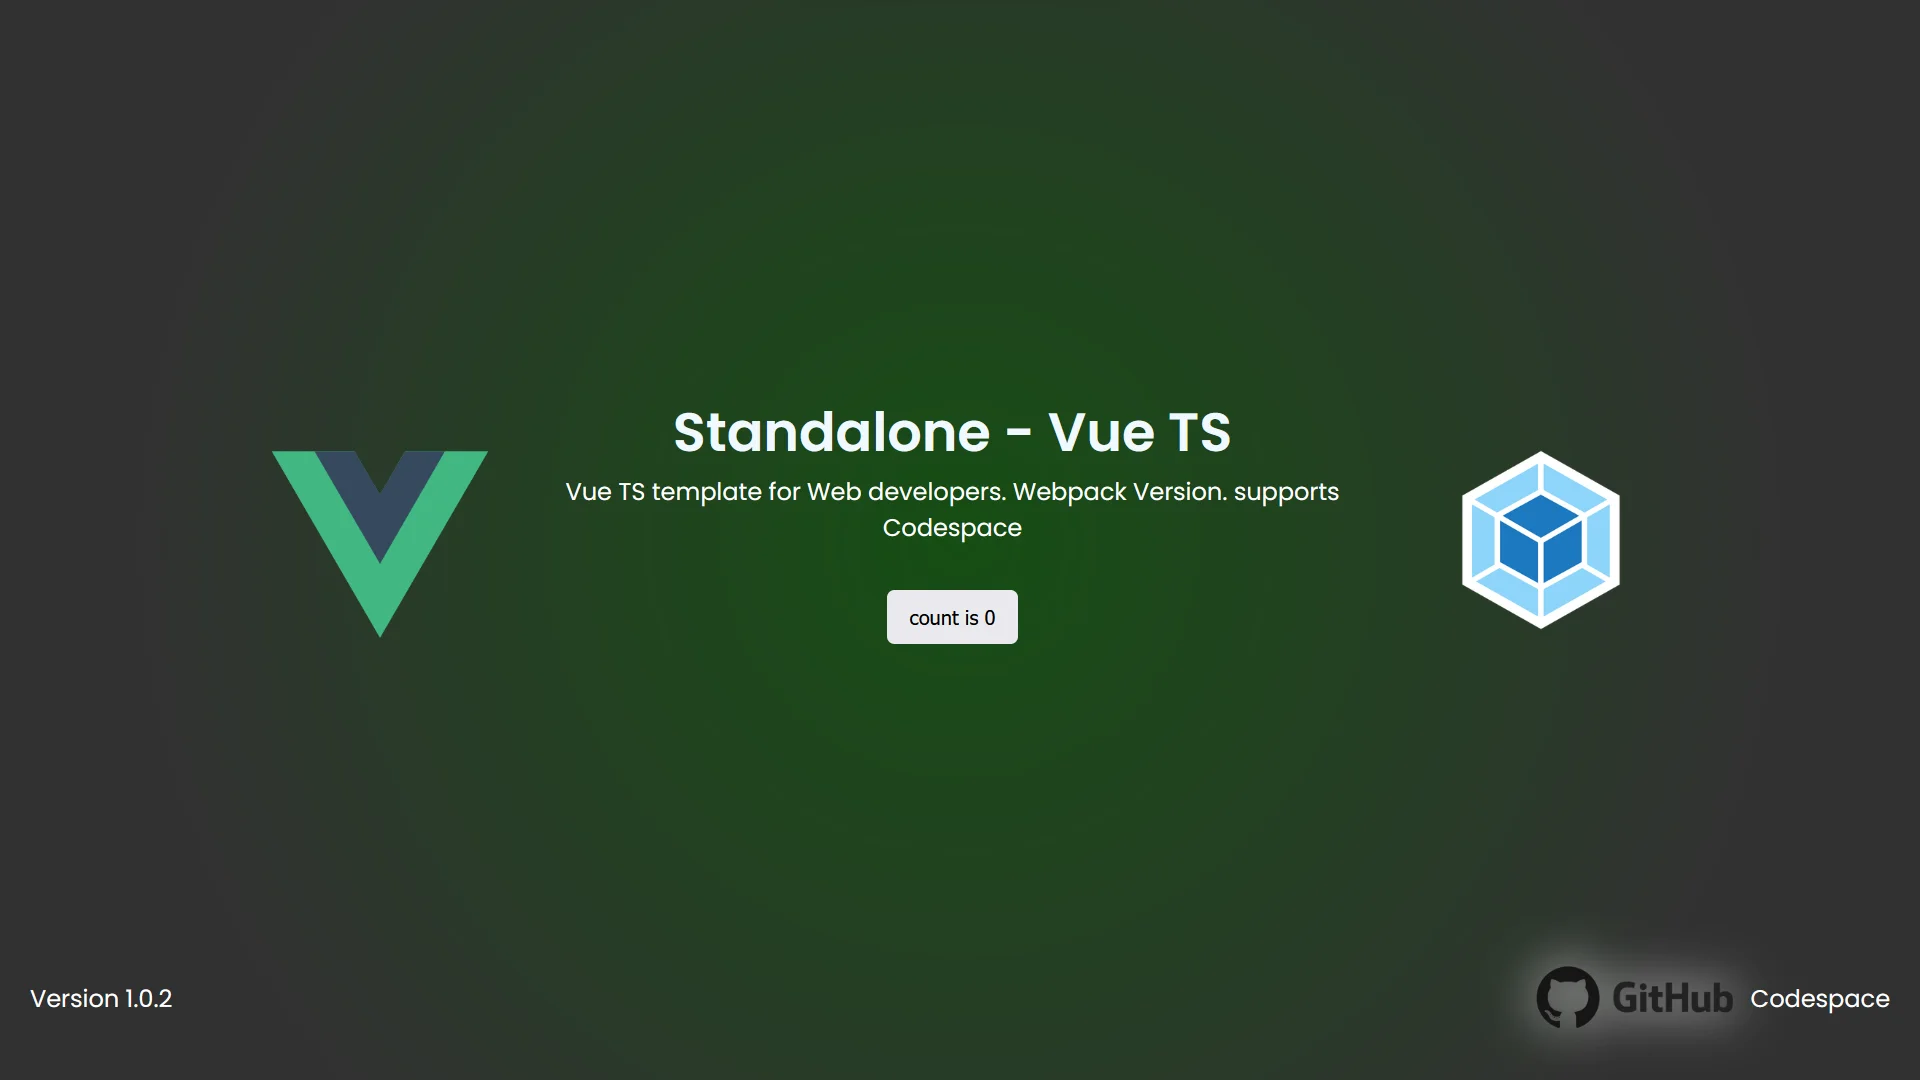 Standalone - Vue TS
Vue TS template for Web developers. Webpack Version. supports
Codespace
count is 0
Version 1.0.2
GitHub Codespace